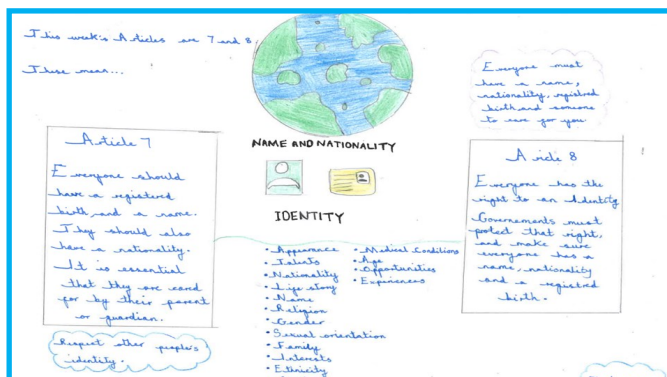 This week's Articles are 7 and 8.
These mean...
Everyone must
have a name,
nationality, registred
birth and someone
to care for you
NAME AND NATIONALITY
IDENTITY
Article 7
Everyone should
have a registered
birth and a name.
They should also
have a nationality.
It is essential
that they are cared
for by their parent
or guardian.
Aricle 8
Everyone has the
right to an Identity
Governements must
protect that right,
and make sure
everyone has a
name, nationality
and a registred
birth.
Respect other people's
identity.
• Appearance
• Talents
• Nationality
• Life story
• Name
• Religion
• Gender
• Sexual orientation
• Family
• Interests
• Ethnicity
• Medical Conditions
• Age
• Opportunities
• Experiences